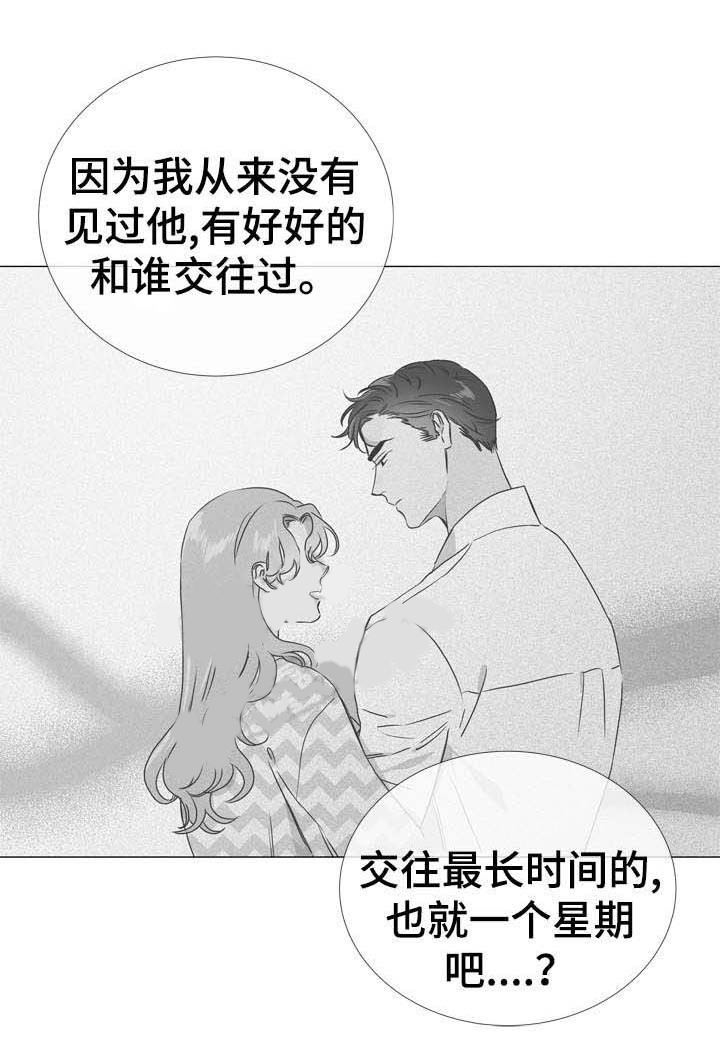 因为我从来没有
见过他,有好好的
和谁交往过。
交往最长时间的,
也就一个星期
吧....?